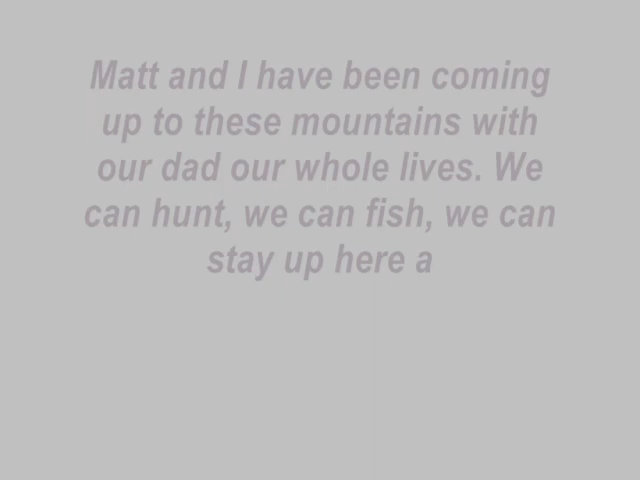 Matt and I have been coming
up to these mountains with
our dad our whole lives. We
can hunt, we can fish, we can
stay up here a